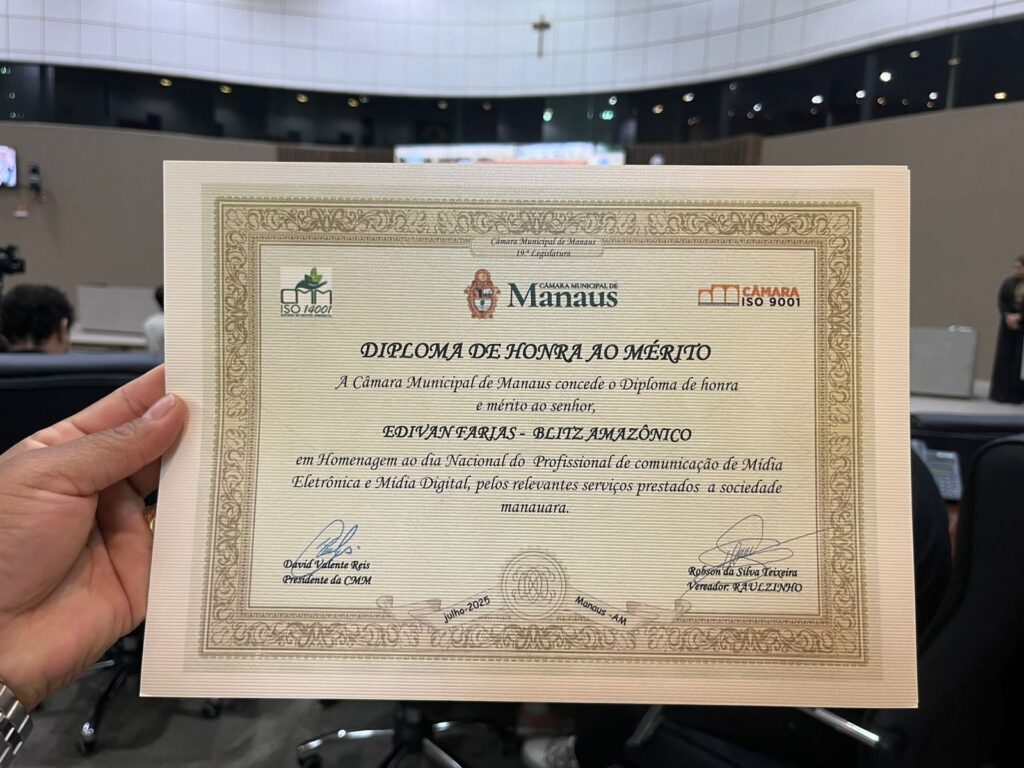 Câmara Municipal de Manaus
19.ª Legislatura
ISO 14001
CÂMARA MUNICIPAL DE
Manaus
CÂMARA
ISO 9001
DIPLOMA DE HONRA AO MÉRITO
A Câmara Municipal de Manaus concede o Diploma de honra
e mérito ao senhor,
EDIVAN FARIAS - BLITZ AMAZÔNICO
em Homenagem ao dia Nacional do Profissional de comunicação de Mídia
Eletrônica e Mídia Digital, pelos relevantes serviços prestados a sociedade
manauara.
David Valente Reis
Presidente da CMM
Robson da Silva Teixeira
Vereador: RAULZINHO
Julho-2025
Manaus -AM